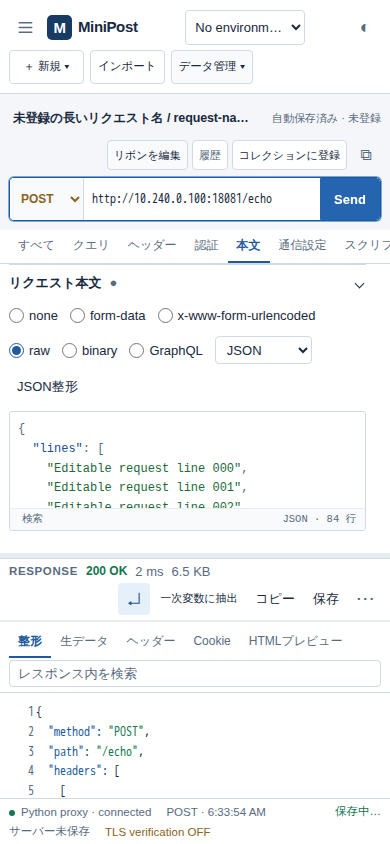 M MiniPost No environm…
＋ 新規 ▾ インポート データ管理 ▾
未登録の長いリクエスト名 / request-na… 自動保存済み · 未登録
リボンを編集 履歴 コレクションに登録
POST http://10.240.0.100:18081/echo Send
すべて クエリ ヘッダー 認証 本文 通信設定 スクリプ
リクエスト本文
none form-data x-www-form-urlencoded
raw binary GraphQL JSON
JSON整形
{
"lines": [
"Editable request line 000",
"Editable request line 001",
"Editable request line 002"
検索 JSON · 84 行
RESPONSE 200 OK 2 ms 6.5 KB
一次変数に抽出 コピー 保存 ···
整形 生データ ヘッダー Cookie HTMLプレビュー
レスポンス内を検索
1 {
2 "method": "POST",
3 "path": "/echo",
4 "headers": [
5 [
Python proxy · connected POST · 6:33:54 AM 保存中…
サーバー未保存 TLS verification OFF